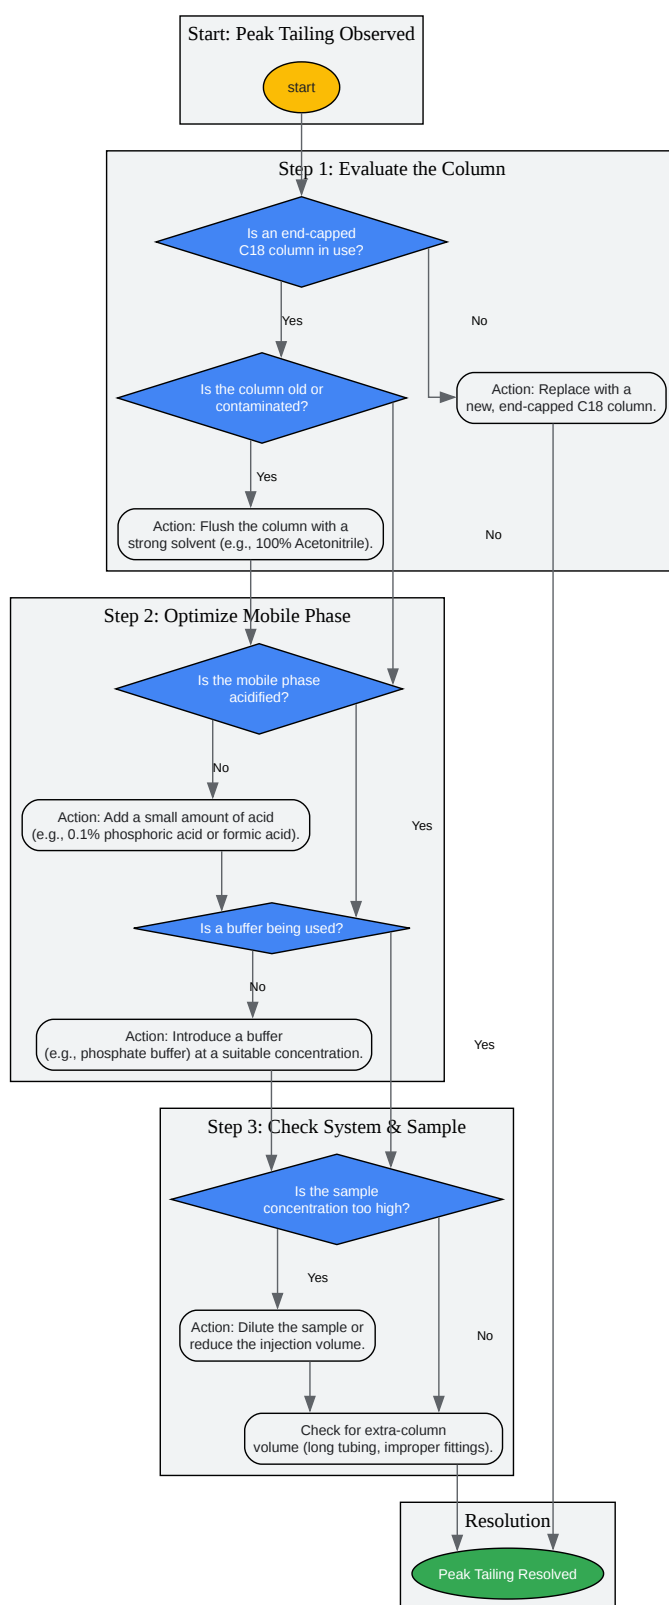 Start: Peak Tailing Observed
start
Step 1: Evaluate the Column
Is an end-capped
C18 column in use?
Yes
No
Is the column old or
contaminated?
Action: Replace with a
new, end-capped C18 column.
Yes
Action: Flush the column with a
strong solvent (e.g., 100% Acetonitrile).
No
Step 2: Optimize Mobile Phase
Is the mobile phase
acidified?
No
Action: Add a small amount of acid
(e.g., 0.1% phosphoric acid or formic acid).
Yes
Is a buffer being used?
No
Action: Introduce a buffer
(e.g., phosphate buffer) at a suitable concentration.
Yes
Step 3: Check System & Sample
Is the sample
concentration too high?
Yes
Action: Dilute the sample or
reduce the injection volume.
No
Check for extra-column
volume (long tubing, improper fittings).
Resolution
Peak Tailing Resolved